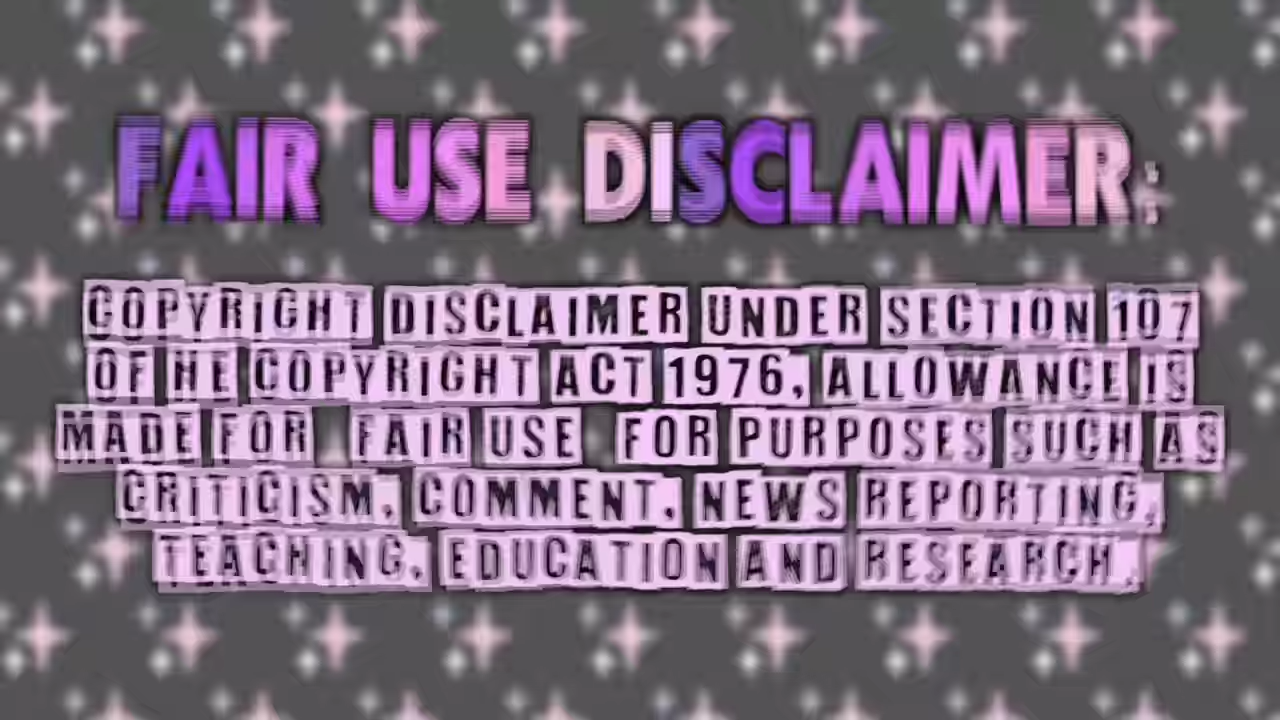 FAIR USE DISCLAIMER:
COPYRIGHT DISCLAIMER UNDER SECTION 107
OF HE COPYRIGHT ACT 1976, ALLOWANCE IS
MADE FOR FAIR USE FOR PURPOSES SUCH AS
CRITICISM, COMMENT, NEWS REPORTING,
TEACHING, EDUCATION AND RESEARCH.